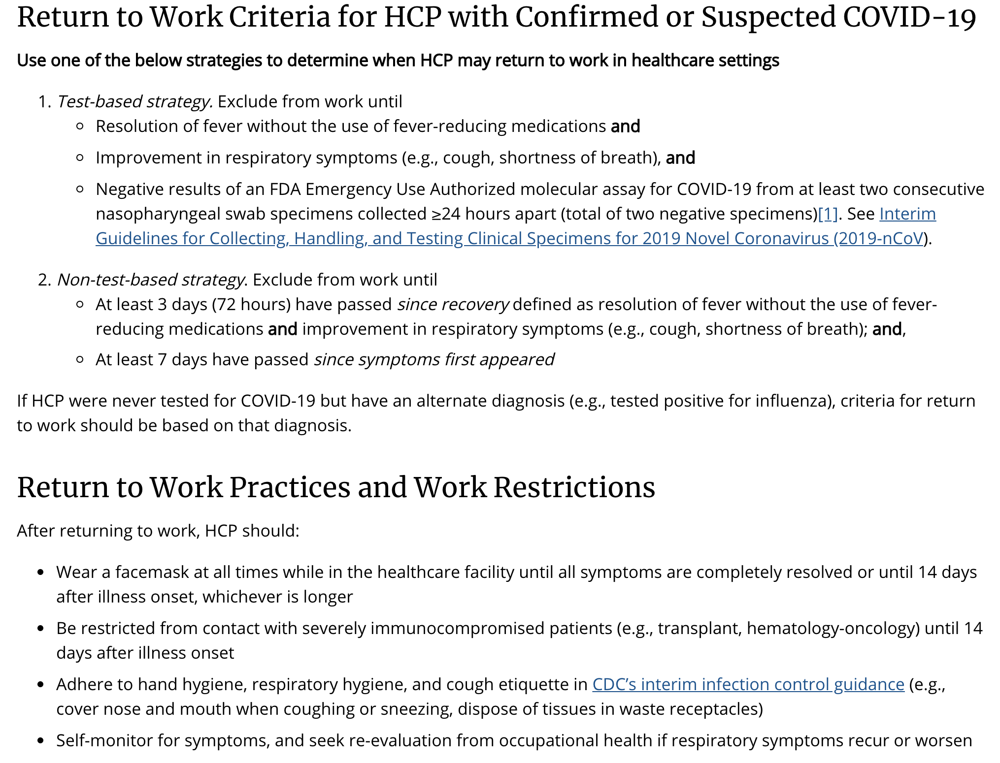 Return to Work Criteria for HCP with Confirmed or Suspected COVID-19
Use one of the below strategies to determine when HCP may return to work in healthcare settings
1. Test-based strategy. Exclude from work until
○ Resolution of fever without the use of fever-reducing medications and
○ Improvement in respiratory symptoms (e.g., cough, shortness of breath), and
○ Negative results of an FDA Emergency Use Authorized molecular assay for COVID-19 from at least two consecutive
nasopharyngeal swab specimens collected ≥24 hours apart (total of two negative specimens)[1]. See Interim
Guidelines for Collecting, Handling, and Testing Clinical Specimens for 2019 Novel Coronavirus (2019-nCoV).
2. Non-test-based strategy. Exclude from work until
○ At least 3 days (72 hours) have passed since recovery defined as resolution of fever without the use of fever-
reducing medications and improvement in respiratory symptoms (e.g., cough, shortness of breath); and,
○ At least 7 days have passed since symptoms first appeared
If HCP were never tested for COVID-19 but have an alternate diagnosis (e.g., tested positive for influenza), criteria for return
to work should be based on that diagnosis.
Return to Work Practices and Work Restrictions
After returning to work, HCP should:
• Wear a facemask at all times while in the healthcare facility until all symptoms are completely resolved or until 14 days
after illness onset, whichever is longer
• Be restricted from contact with severely immunocompromised patients (e.g., transplant, hematology-oncology) until 14
days after illness onset
• Adhere to hand hygiene, respiratory hygiene, and cough etiquette in CDC’s interim infection control guidance (e.g.,
cover nose and mouth when coughing or sneezing, dispose of tissues in waste receptacles)
• Self-monitor for symptoms, and seek re-evaluation from occupational health if respiratory symptoms recur or worsen